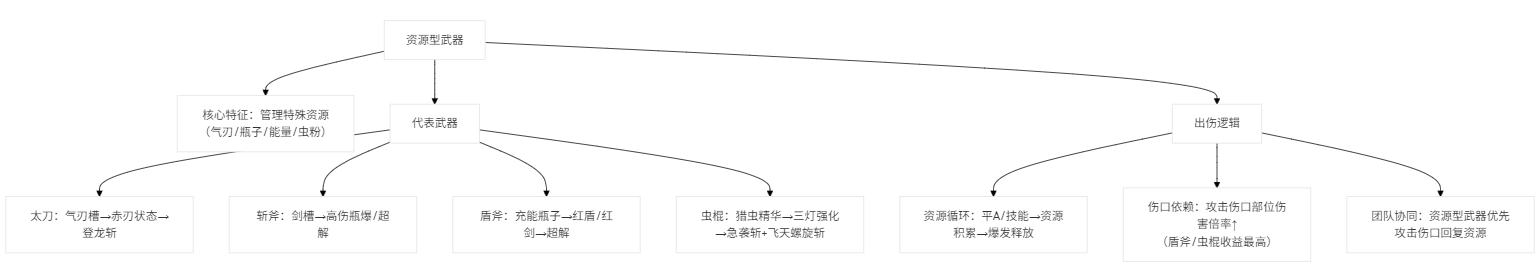 资源型武器
核心特征：管理特殊资源
（气刃/瓶子/能量/虫粉）
代表武器
出伤逻辑
太刀：气刃槽→赤刃状态→
登龙斩
斩斧：剑槽→高伤瓶爆/超
解
盾斧：充能瓶子→红盾/红
剑→超解
虫棍：猎虫精华→三灯强化
→急袭斩+飞天螺旋斩
资源循环：平A/技能→资源
积累→爆发释放
伤口依赖：攻击伤口部位伤
害倍率↑
（盾斧/虫棍收益最高）
团队协同：资源型武器优先
攻击伤口回复资源